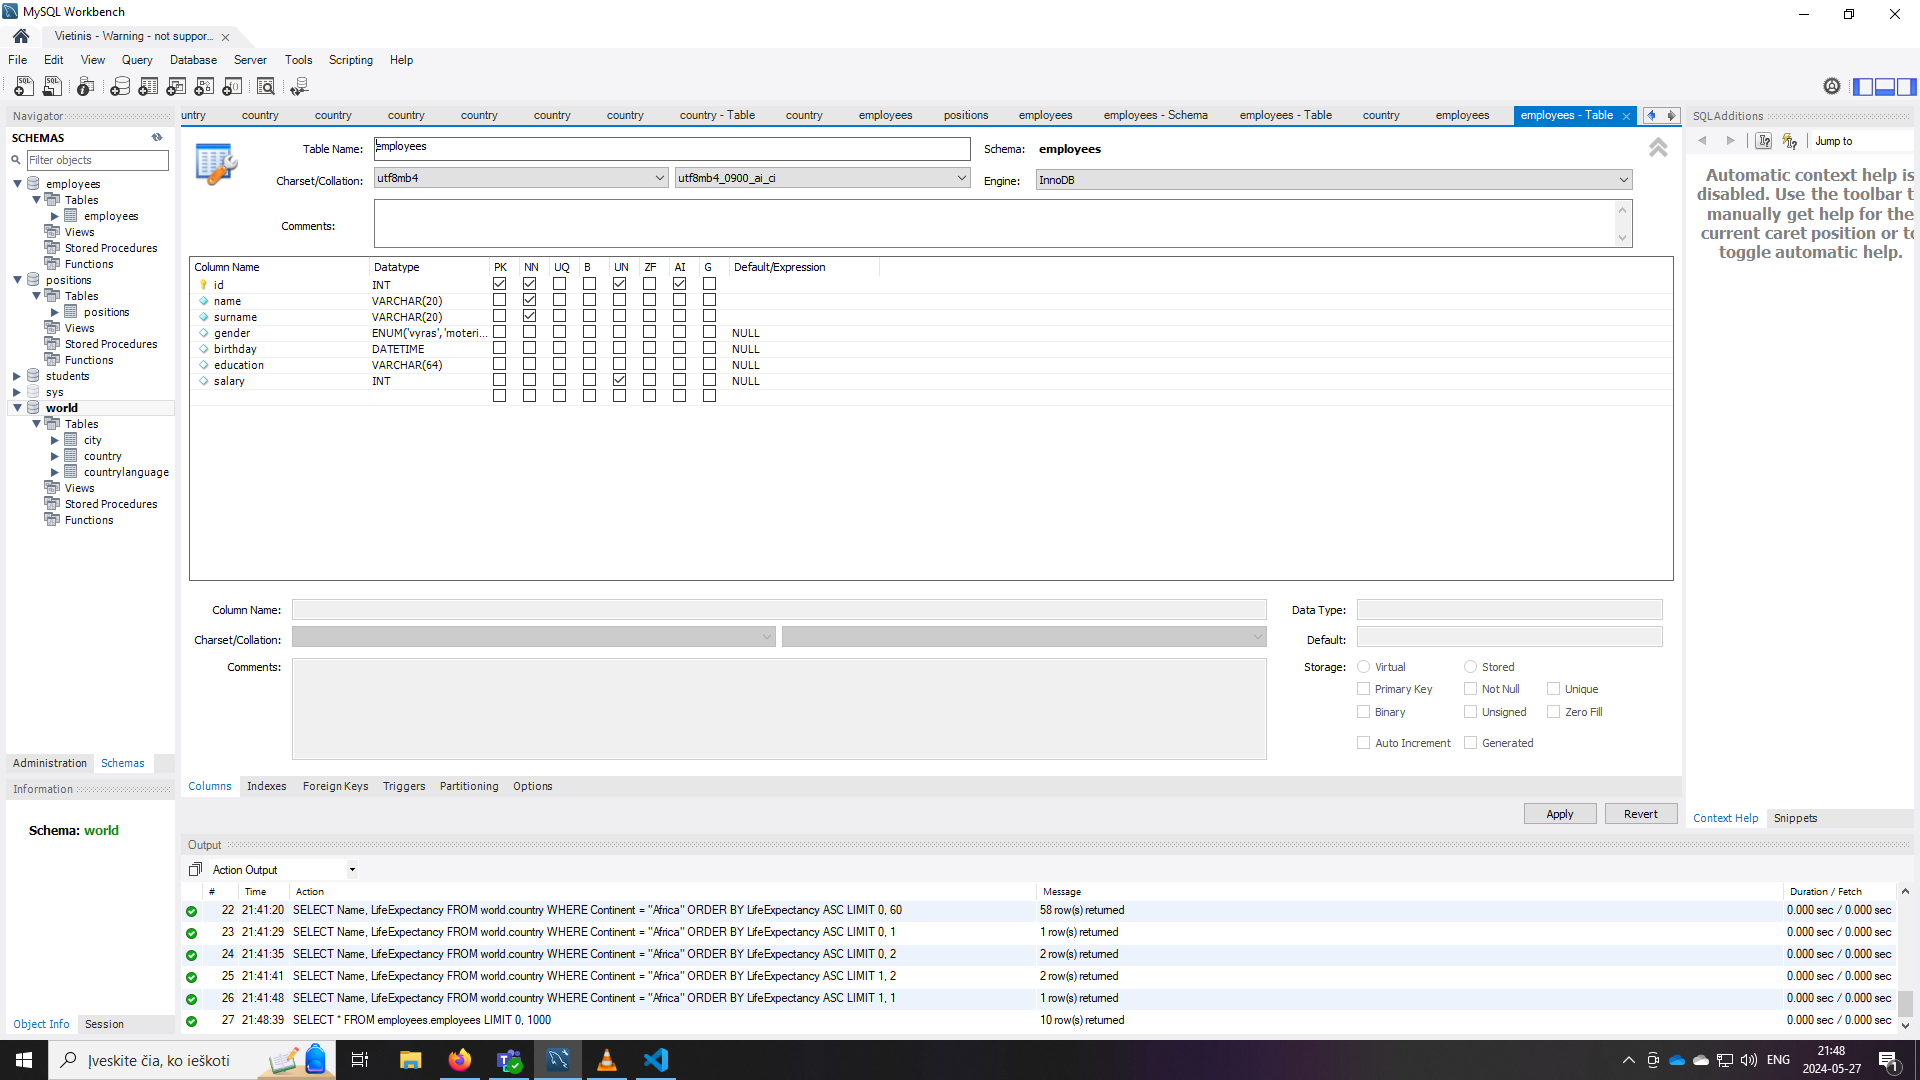 MySQL Workbench
Vietinis - Warning - not suppor...
File Edit View Query Database Server Tools Scripting Help
Navigator
SCHEMAS
Filter objects
employees
Tables
employees
Views
Stored Procedures
Functions
positions
Tables
positions
Views
Stored Procedures
Functions
students
sys
world
Tables
city
country
countrylanguage
Views
Stored Procedures
Functions
Administration Schemas
Information
Schema: world
Object Info Session
untry country country country country country country country - Table country employees positions employees employees - Schema employees - Table country employees employees - Table
Table Name: employees Schema: employees
Charset/Collation: utf8mb4 utf8mb4_0900_ai_ci Engine: InnoDB
Comments:
Column Name Datatype PK NN UQ B UN ZF AI G Default/Expression
id INT
name VARCHAR(20)
surname VARCHAR(20)
gender ENUM('vyras', 'moteri... NULL
birthday DATETIME NULL
education VARCHAR(64) NULL
salary INT NULL
Column Name: Data Type:
Charset/Collation: Default:
Comments: Storage: Virtual Stored
Primary Key Not Null Unique
Binary Unsigned Zero Fill
Auto Increment Generated
Columns Indexes Foreign Keys Triggers Partitioning Options
Apply Revert
SQLAdditions
Jump to
Automatic context help is
disabled. Use the toolbar t
manually get help for the
current caret position or to
toggle automatic help.
Context Help Snippets
Output
Action Output
# Time Action Message Duration / Fetch
22 21:41:20 SELECT Name, LifeExpectancy FROM world.country WHERE Continent = "Africa" ORDER BY LifeExpectancy ASC LIMIT 0, 60 58 row(s) returned 0.000 sec / 0.000 sec
23 21:41:29 SELECT Name, LifeExpectancy FROM world.country WHERE Continent = "Africa" ORDER BY LifeExpectancy ASC LIMIT 0, 1 1 row(s) returned 0.000 sec / 0.000 sec
24 21:41:35 SELECT Name, LifeExpectancy FROM world.country WHERE Continent = "Africa" ORDER BY LifeExpectancy ASC LIMIT 0, 2 2 row(s) returned 0.000 sec / 0.000 sec
25 21:41:41 SELECT Name, LifeExpectancy FROM world.country WHERE Continent = "Africa" ORDER BY LifeExpectancy ASC LIMIT 1, 2 2 row(s) returned 0.000 sec / 0.000 sec
26 21:41:48 SELECT Name, LifeExpectancy FROM world.country WHERE Continent = "Africa" ORDER BY LifeExpectancy ASC LIMIT 1, 1 1 row(s) returned 0.000 sec / 0.000 sec
27 21:48:39 SELECT * FROM employees.employees LIMIT 0, 1000 10 row(s) returned 0.000 sec / 0.000 sec
Įveskite čia, ko ieškoti
ENG
21:48
2024-05-27
1